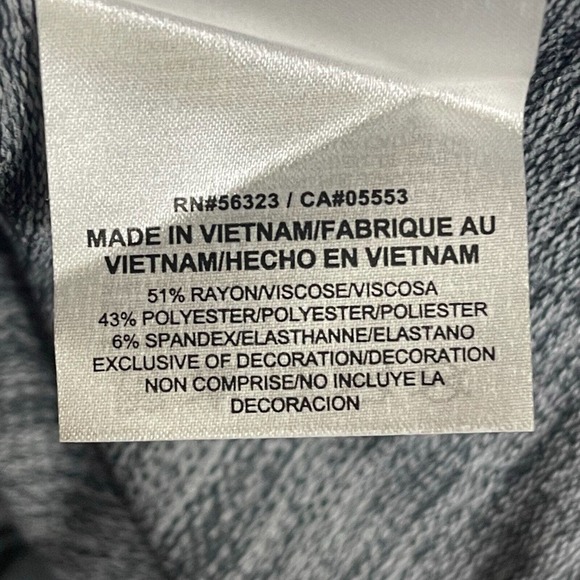 RN#56323 / CA#05553
MADE IN VIETNAM/FABRIQUE AU
VIETNAM/HECHO EN VIETNAM
51% RAYON/VISCOSE/VISCOSA
43% POLYESTER/POLYESTER/POLIESTER
6% SPANDEX/ELASTHANNE/ELASTANO
EXCLUSIVE OF DECORATION/DECORATION
NON COMPRISE/NO INCLUYE LA
DECORACION